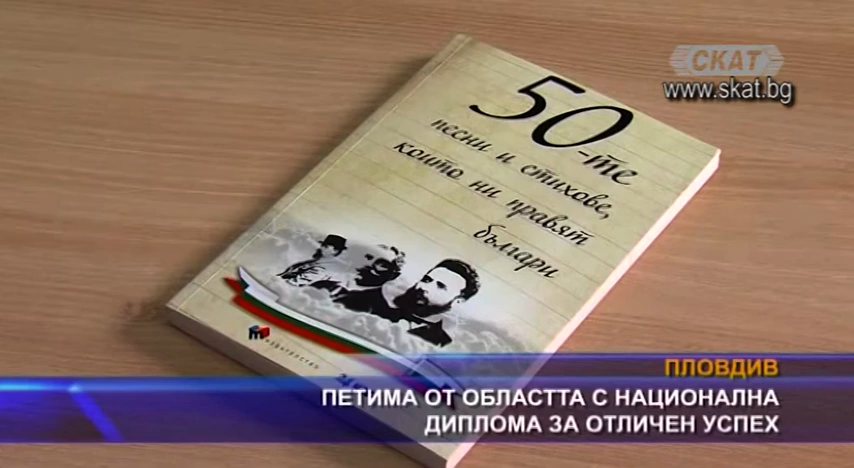 СКАТ
www.skat.bg
50-те
песни и стихове,
които ни правят
българи
издателство
ПЛОВДИВ
ПЕТИМА ОТ ОБЛАСТТА С НАЦИОНАЛНА
ДИПЛОМА ЗА ОТЛИЧЕН УСПЕХ